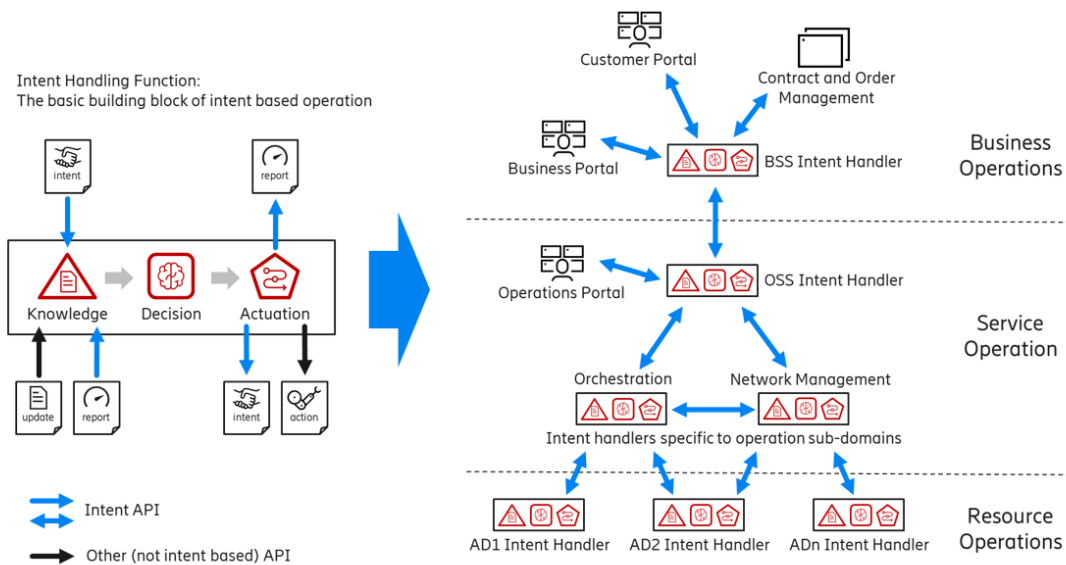 Intent Handling Function:
The basic building block of intent based operation
intent
report
Knowledge
Decision
Actuation
update
report
intent
action
Intent API
Other (not intent based) API
Customer Portal
Contract and Order
Management
Business Portal
BSS Intent Handler
Business
Operations
Operations Portal
OSS Intent Handler
Service
Operation
Orchestration
Network Management
Intent handlers specific to operation sub-domains
AD1 Intent Handler
AD2 Intent Handler
ADn Intent Handler
Resource
Operations